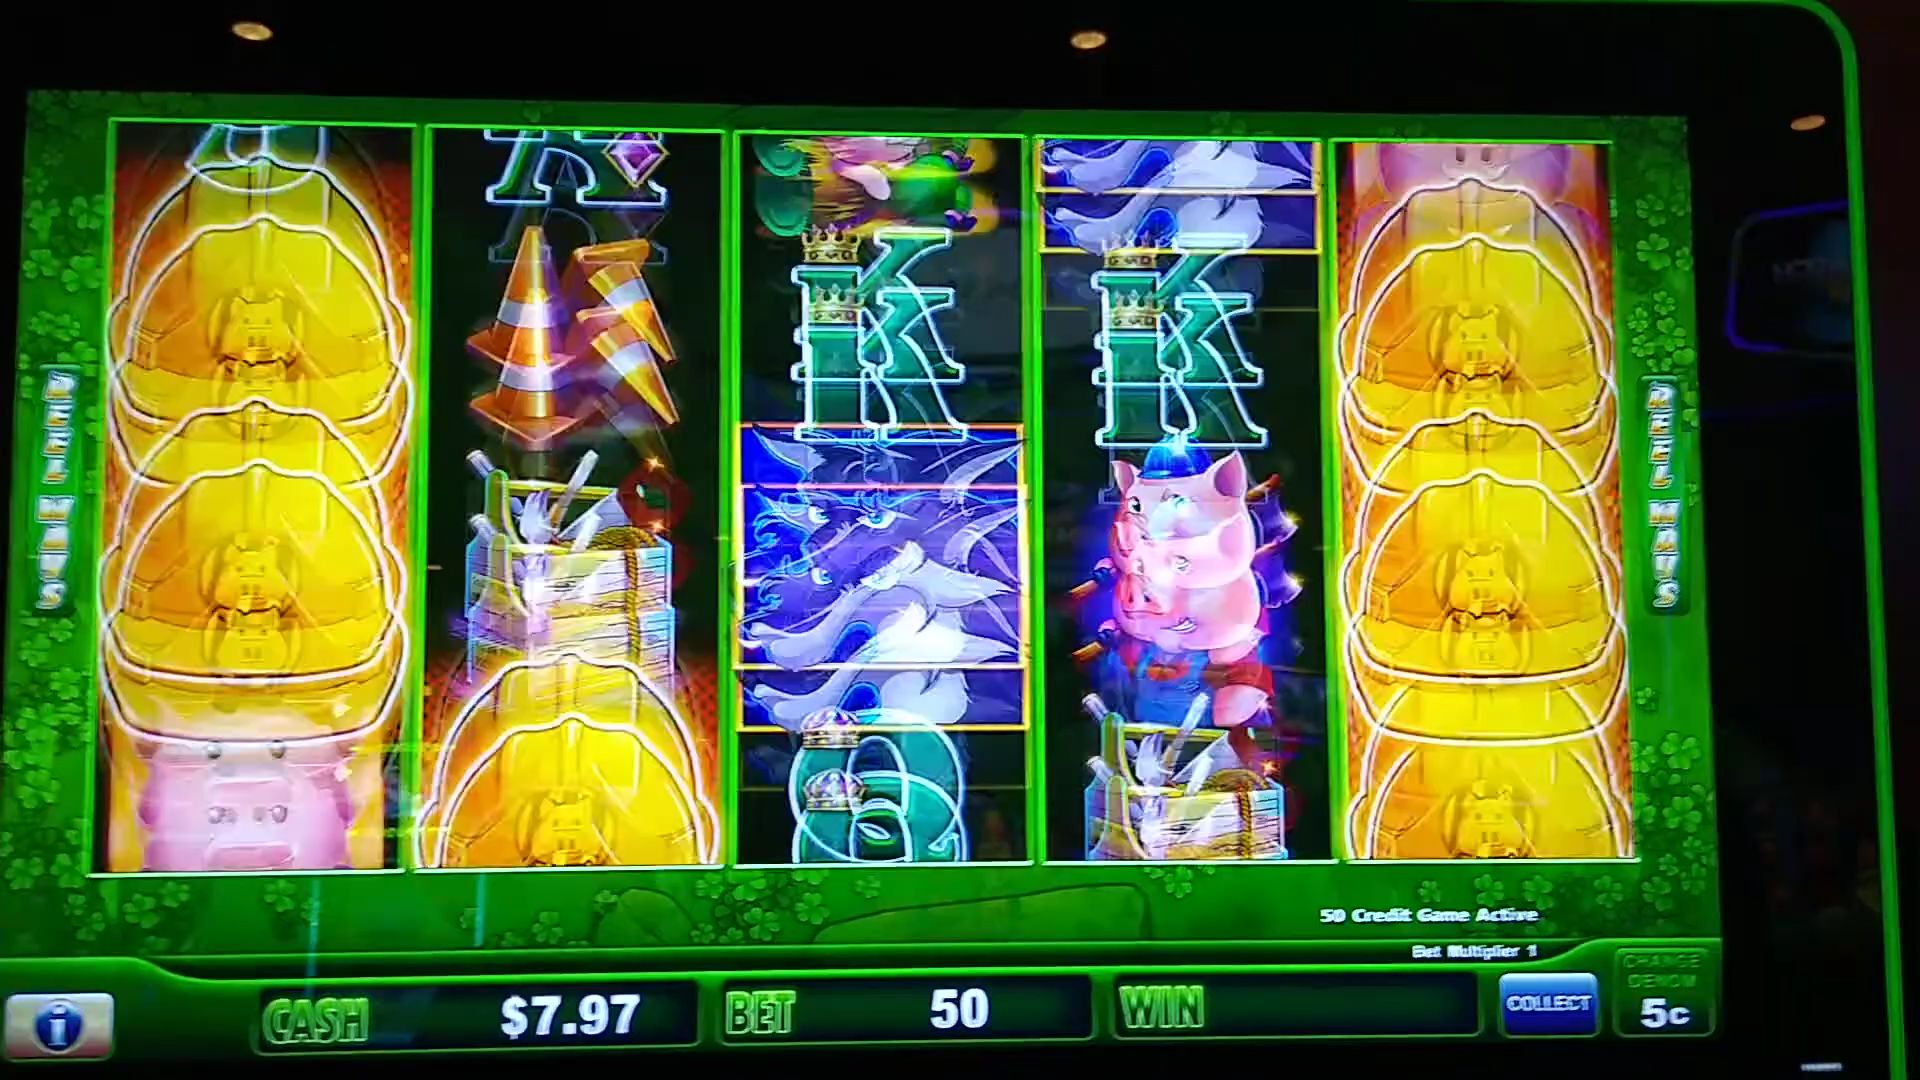 A
K
K
K
K
Q
REEL WAYS
REEL WAYS
50 Credit Game Active
Bet Multiplier 1
i
CASH $7.97
BET 50
WIN
COLLECT
CHANGE
DENOM
5c